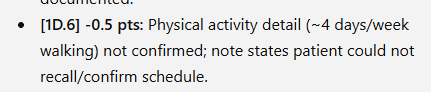 documented.
• [1D.6] -0.5 pts: Physical activity detail (~4 days/week
walking) not confirmed; note states patient could not
recall/confirm schedule.